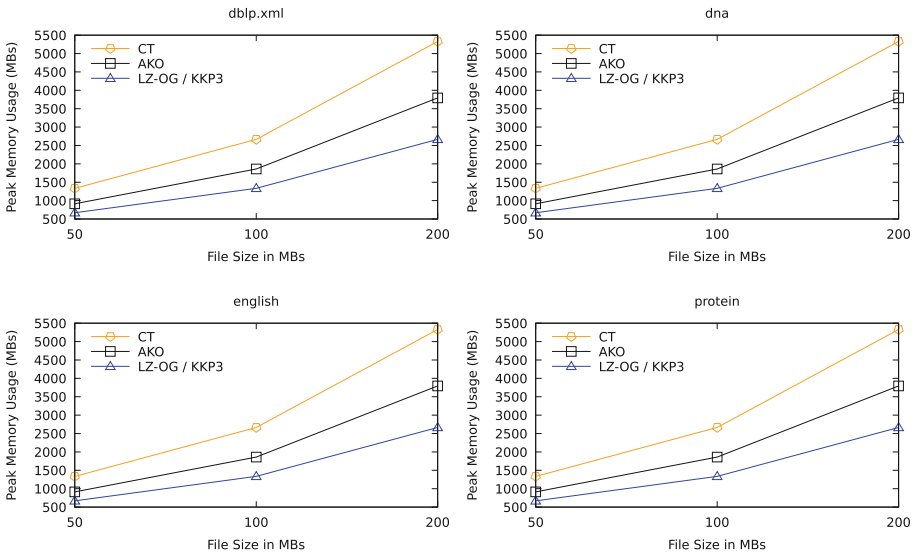 dblp.xml
Peak Memory Usage (MBs)
5500
5000
4500
4000
3500
3000
2500
2000
1500
1000
500
CT
AKO
LZ-OG / KKP3
50 100 200
File Size in MBs
dna
Peak Memory Usage (MBs)
5500
5000
4500
4000
3500
3000
2500
2000
1500
1000
500
CT
AKO
LZ-OG / KKP3
50 100 200
File Size in MBs
english
Peak Memory Usage (MBs)
5500
5000
4500
4000
3500
3000
2500
2000
1500
1000
500
CT
AKO
LZ-OG / KKP3
50 100 200
File Size in MBs
protein
Peak Memory Usage (MBs)
5500
5000
4500
4000
3500
3000
2500
2000
1500
1000
500
CT
AKO
LZ-OG / KKP3
50 100 200
File Size in MBs